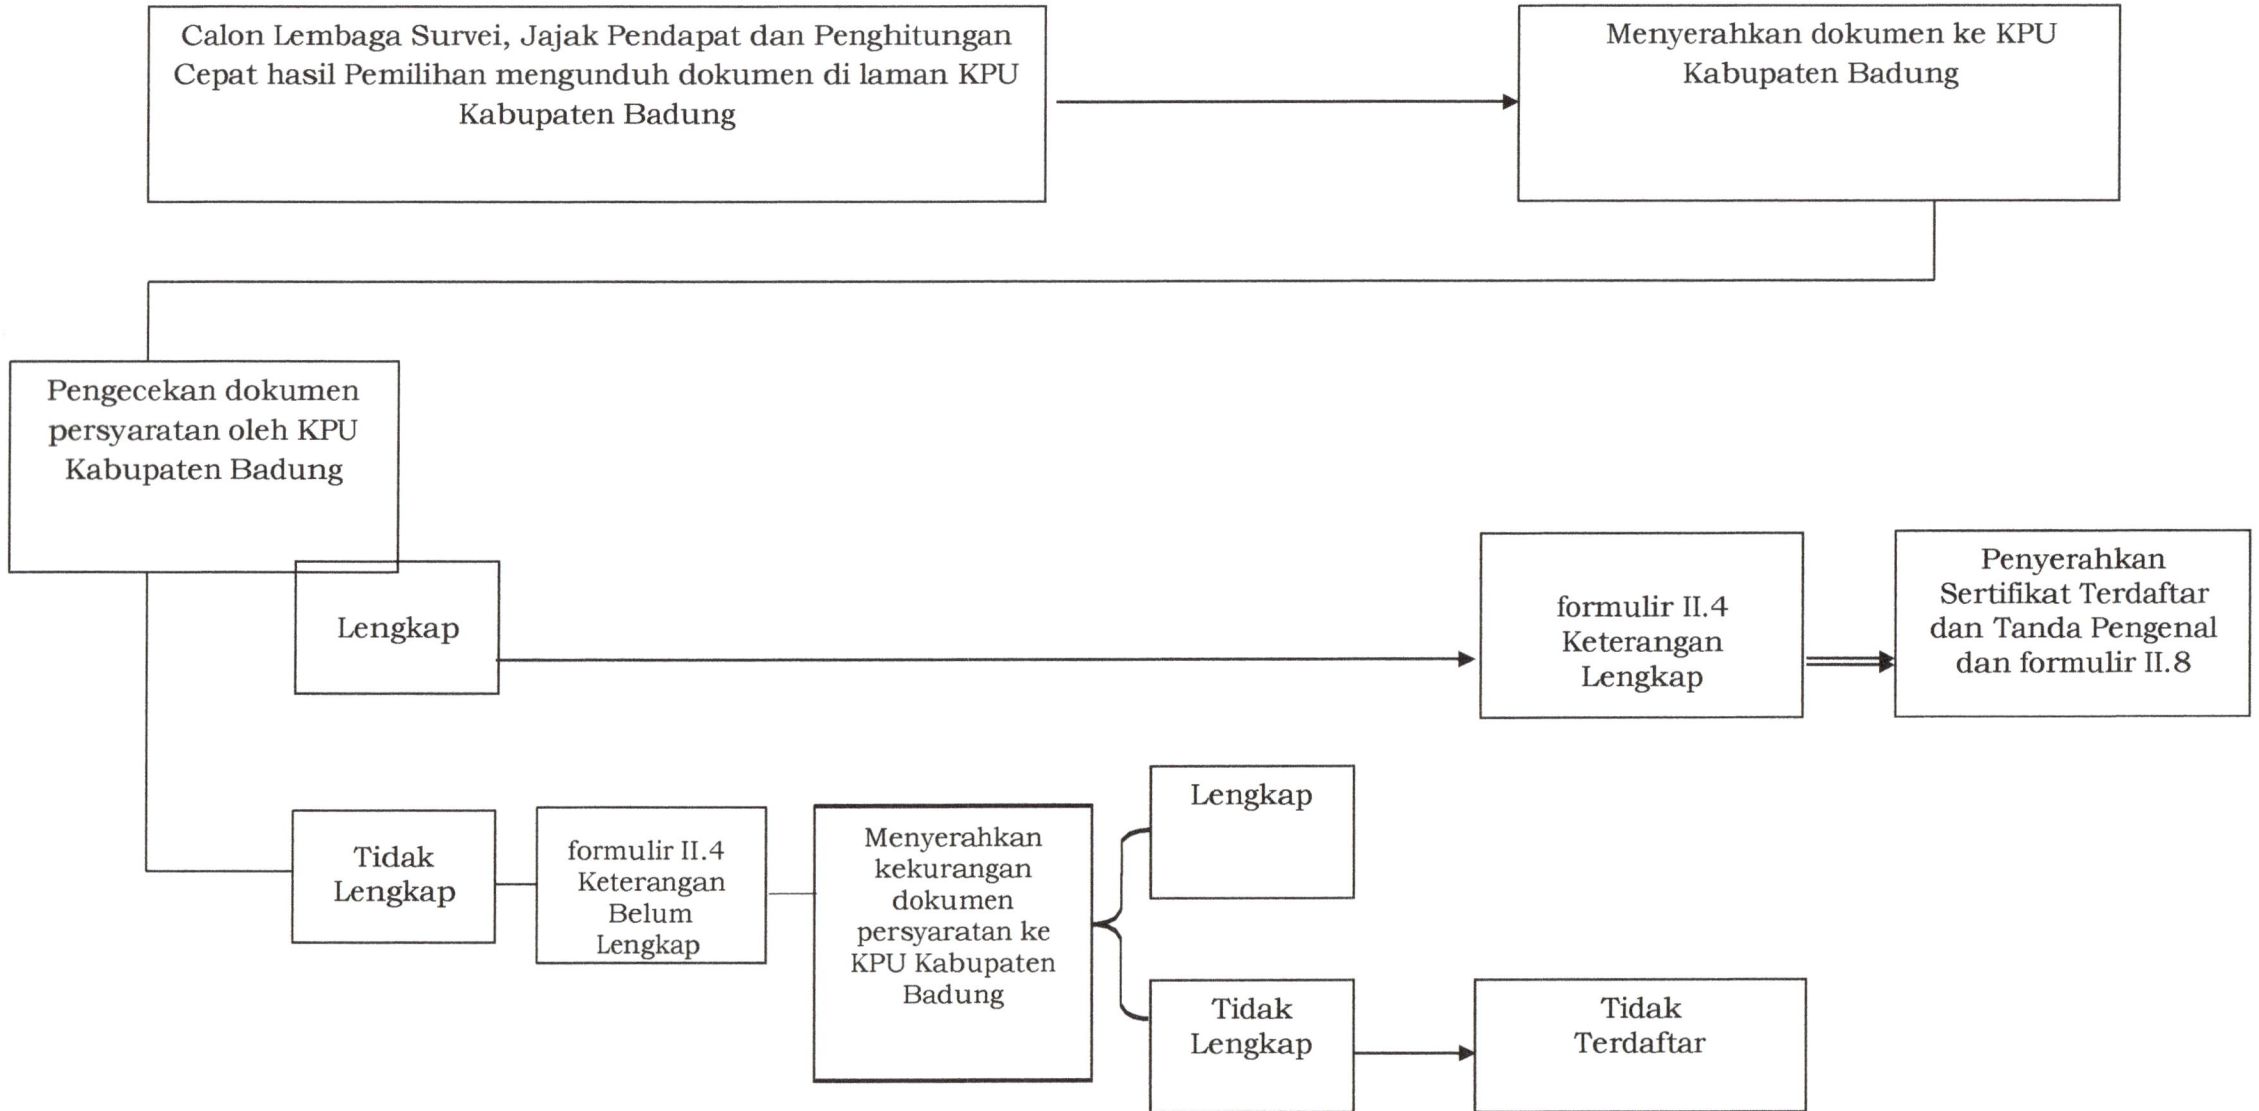 Calon Lembaga Survei, Jajak Pendapat dan Penghitungan
Cepat hasil Pemilihan mengunduh dokumen di laman KPU
Kabupaten Badung
Menyerahkan dokumen ke KPU
Kabupaten Badung
Pengecekan dokumen
persyaratan oleh KPU
Kabupaten Badung
Lengkap
formulir II.4
Keterangan
Lengkap
Penyerahkan
Sertifikat Terdaftar
dan Tanda Pengenal
dan formulir II.8
Tidak
Lengkap
formulir II.4
Keterangan
Belum
Lengkap
Menyerahkan
kekurangan
dokumen
persyaratan ke
KPU Kabupaten
Badung
Lengkap
Tidak
Lengkap
Tidak
Terdaftar